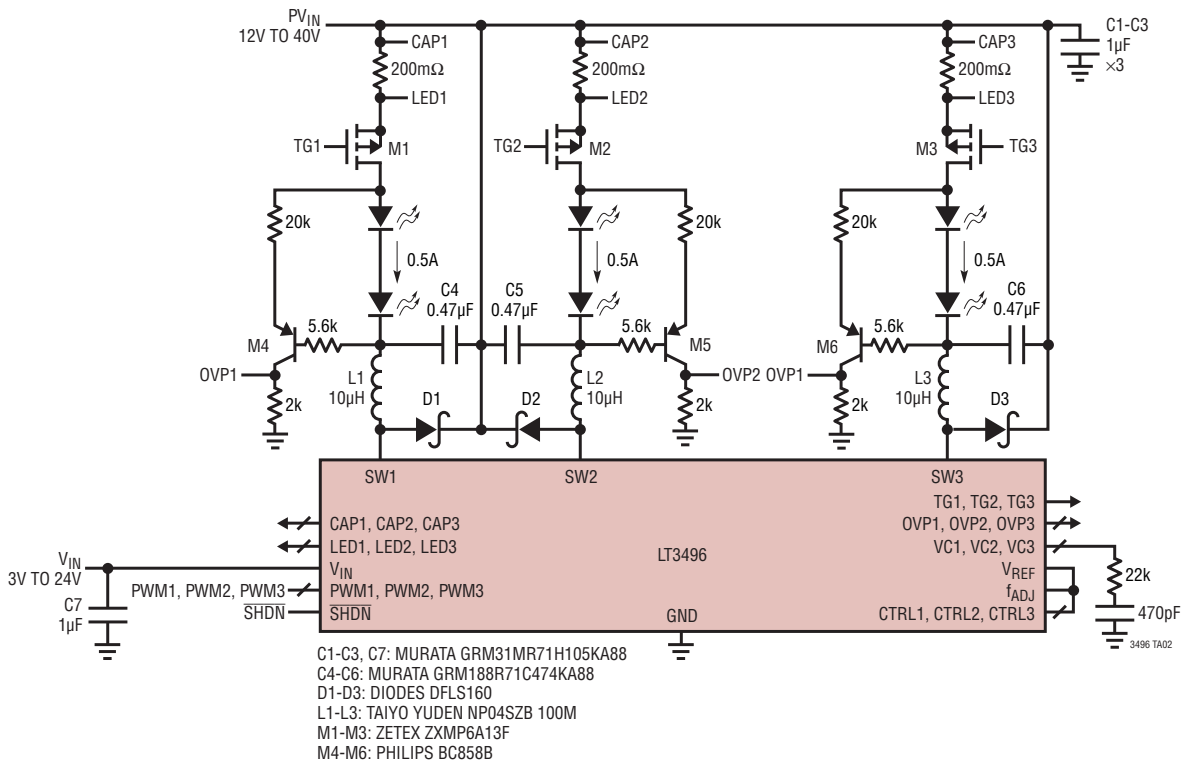 PVIN
12V TO 40V
CAP1
CAP2
CAP3
C1-C3
1µF
×3
200mΩ
200mΩ
200mΩ
LED1
LED2
LED3
TG1
M1
TG2
M2
M3
TG3
20k
20k
20k
0.5A
0.5A
0.5A
C4
0.47µF
C5
0.47µF
C6
0.47µF
M4
5.6k
5.6k
M5
M6
5.6k
OVP1
OVP2
OVP1
L1
10µH
L2
10µH
L3
10µH
D1
D2
D3
2k
2k
2k
SW1
SW2
SW3
CAP1, CAP2, CAP3
LED1, LED2, LED3
VIN
PWM1, PWM2, PWM3
SHDN
LT3496
GND
TG1, TG2, TG3
OVP1, OVP2, OVP3
VC1, VC2, VC3
VREF
fADJ
CTRL1, CTRL2, CTRL3
VIN
3V TO 24V
C7
1µF
PWM1, PWM2, PWM3
SHDN
22k
470pF
3496 TA02
C1-C3, C7: MURATA GRM31MR71H105KA88
C4-C6: MURATA GRM188R71C474KA88
D1-D3: DIODES DFLS160
L1-L3: TAIYO YUDEN NP04SZB 100M
M1-M3: ZETEX ZXMP6A13F
M4-M6: PHILIPS BC858B